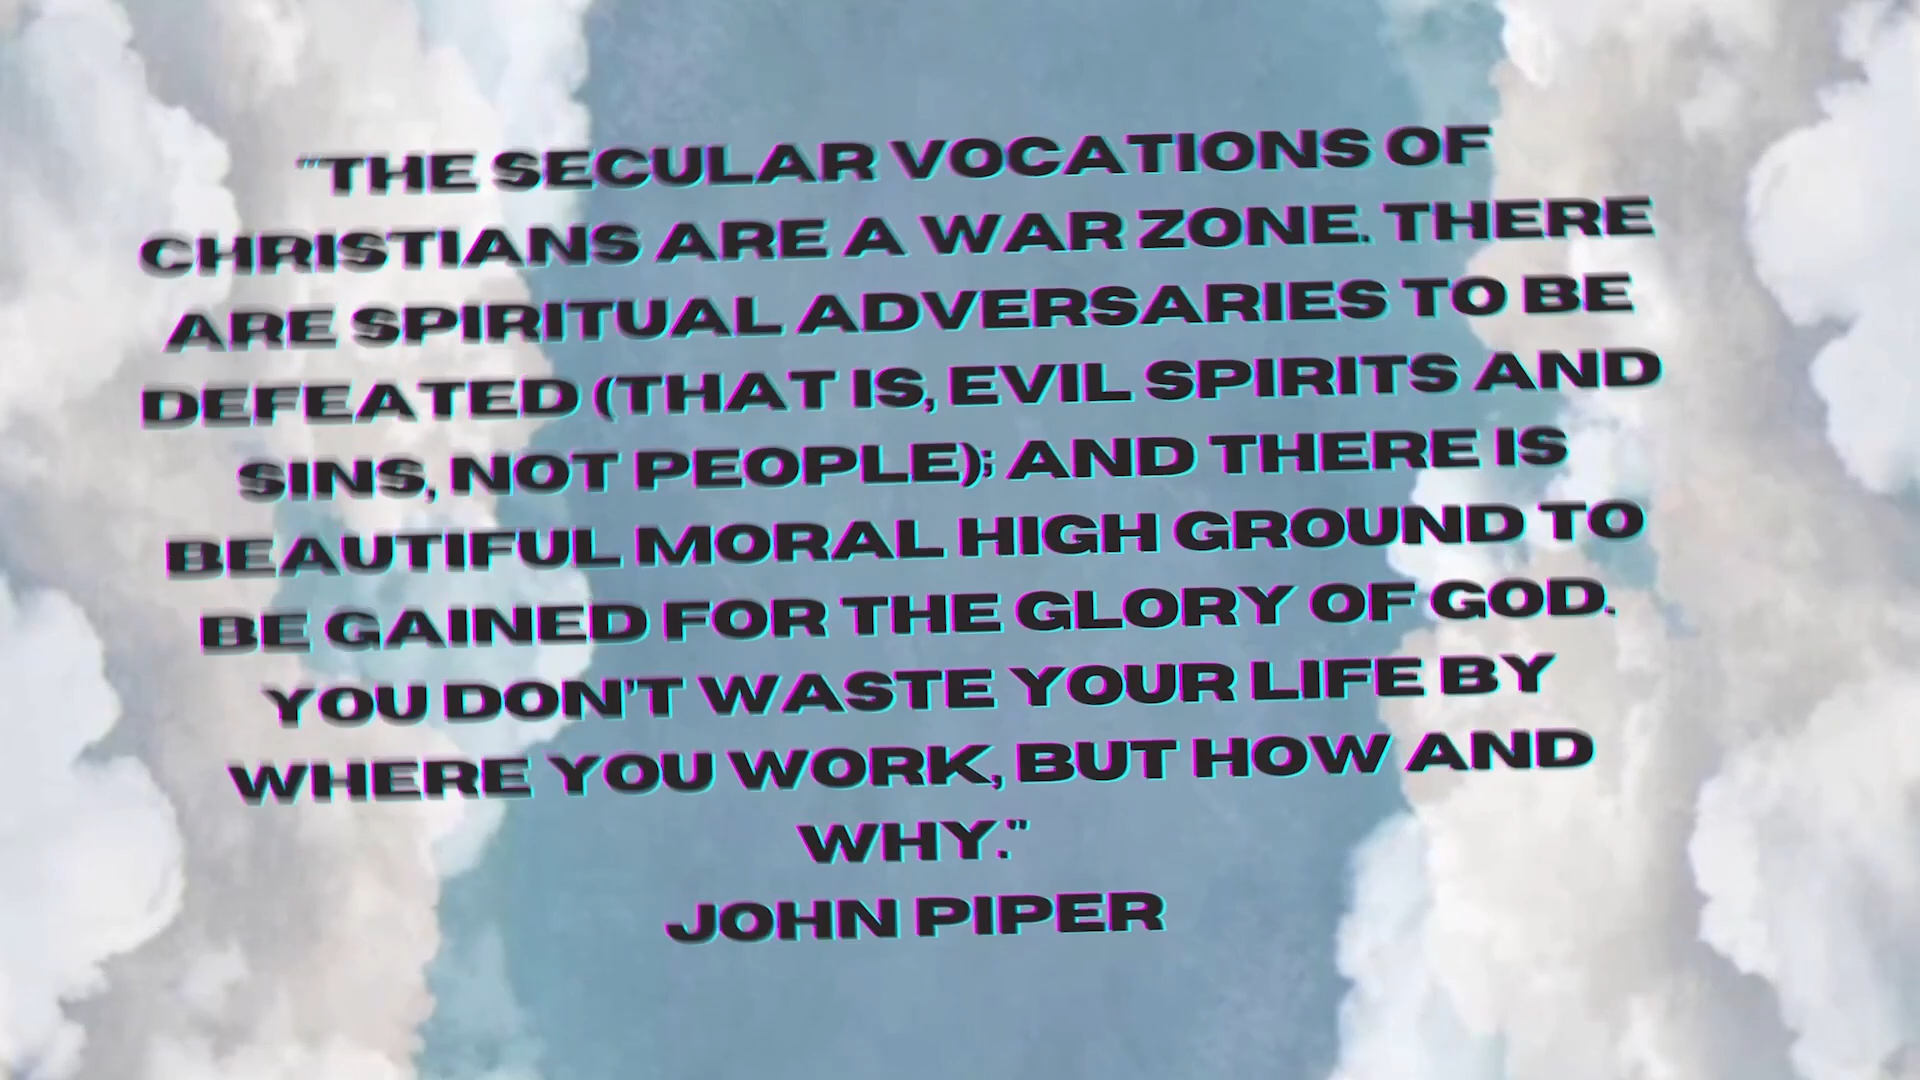 "THE SECULAR VOCATIONS OF
CHRISTIANS ARE A WAR ZONE. THERE
ARE SPIRITUAL ADVERSARIES TO BE
DEFEATED (THAT IS, EVIL SPIRITS AND
SINS, NOT PEOPLE); AND THERE IS
BEAUTIFUL MORAL HIGH GROUND TO
BE GAINED FOR THE GLORY OF GOD.
YOU DON'T WASTE YOUR LIFE BY
WHERE YOU WORK, BUT HOW AND
WHY."
JOHN PIPER